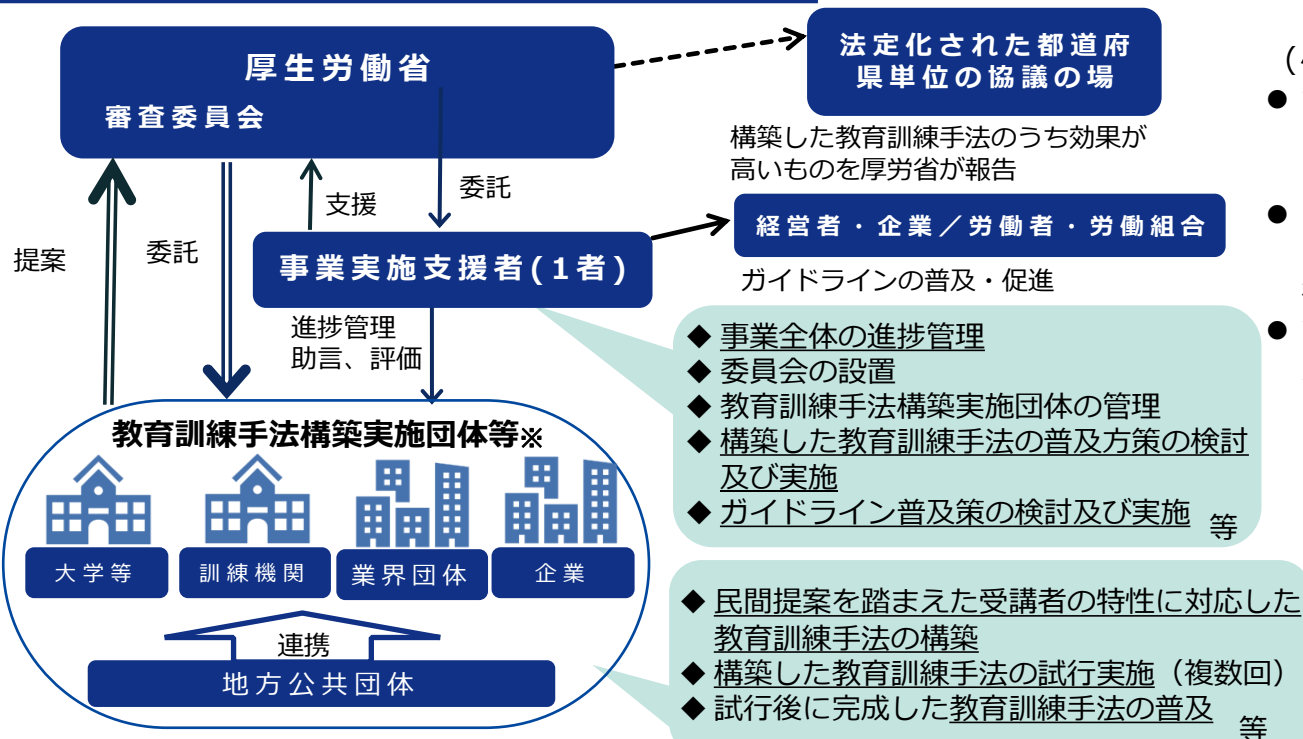 厚生労働省
審査委員会
法定化された都道府
県単位の協議の場
構築した教育訓練手法のうち効果が
高いものを厚労省が報告
委託
支援
提案
委託
事業実施支援者(1者)
経営者・企業／労働者・労働組合
ガイドラインの普及・促進
進捗管理
助言、評価
◆ 事業全体の進捗管理
◆ 委員会の設置
◆ 教育訓練手法構築実施団体の管理
◆ 構築した教育訓練手法の普及方策の検討
及び実施
◆ ガイドライン普及策の検討及び実施 等
教育訓練手法構築実施団体等※
大学等
訓練機関
業界団体
企業
連携
地方公共団体
◆ 民間提案を踏まえた受講者の特性に対応した
教育訓練手法の構築
◆ 構築した教育訓練手法の試行実施（複数回）
◆ 試行後に完成した教育訓練手法の普及 等